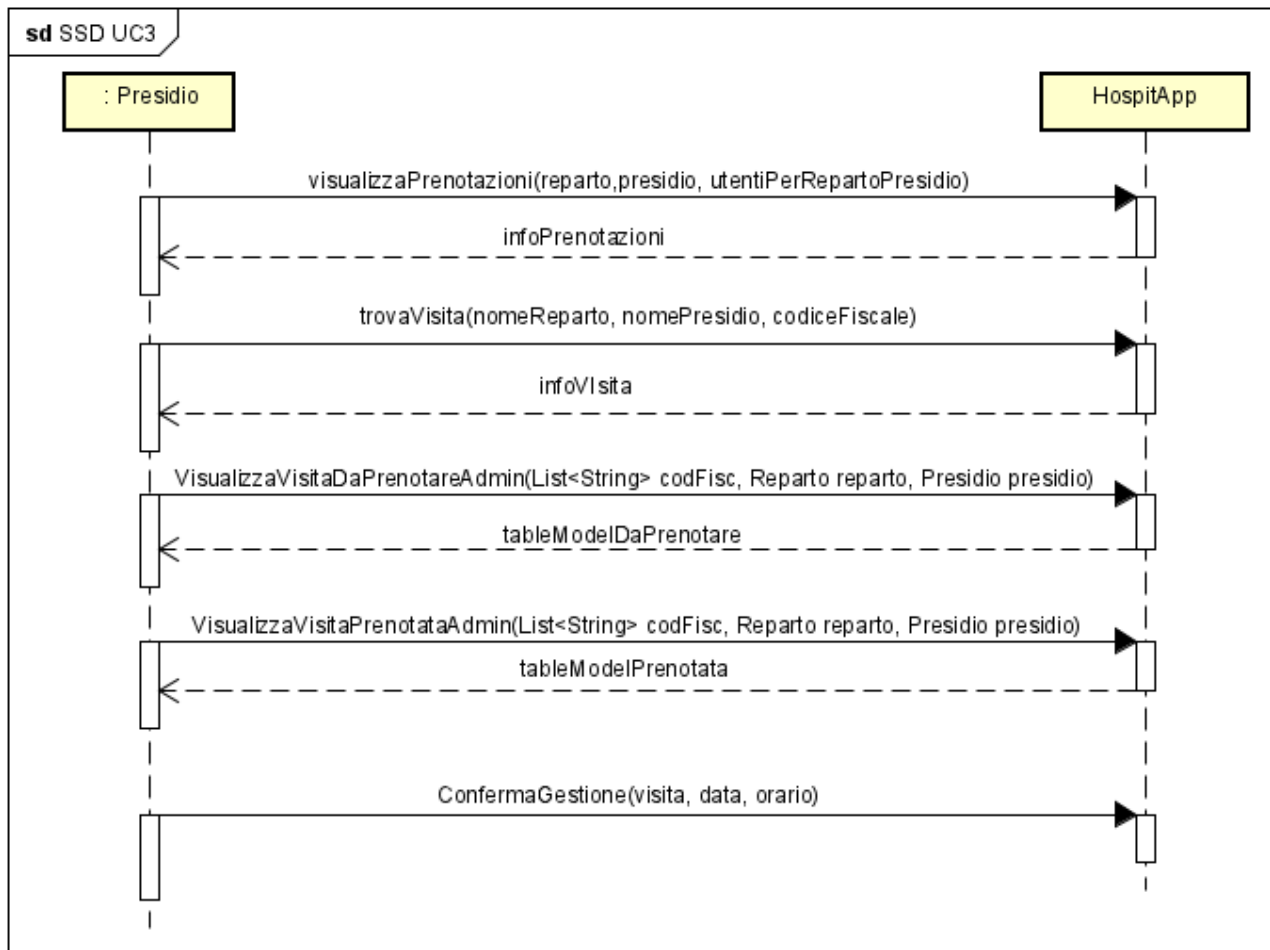 sd SSD UC3
: Presidio
HospitApp
visualizzaPrenotazioni(reparto,presidio, utentiPerRepartoPresidio)
infoPrenotazioni
trovaVisita(nomeReparto, nomePresidio, codiceFiscale)
infoVIsita
VisualizzaVisitaDaPrenotareAdmin(List<String> codFisc, Reparto reparto, Presidio presidio)
tableModelDaPrenotare
VisualizzaVisitaPrenotataAdmin(List<String> codFisc, Reparto reparto, Presidio presidio)
tableModelPrenotata
ConfermaGestione(visita, data, orario)